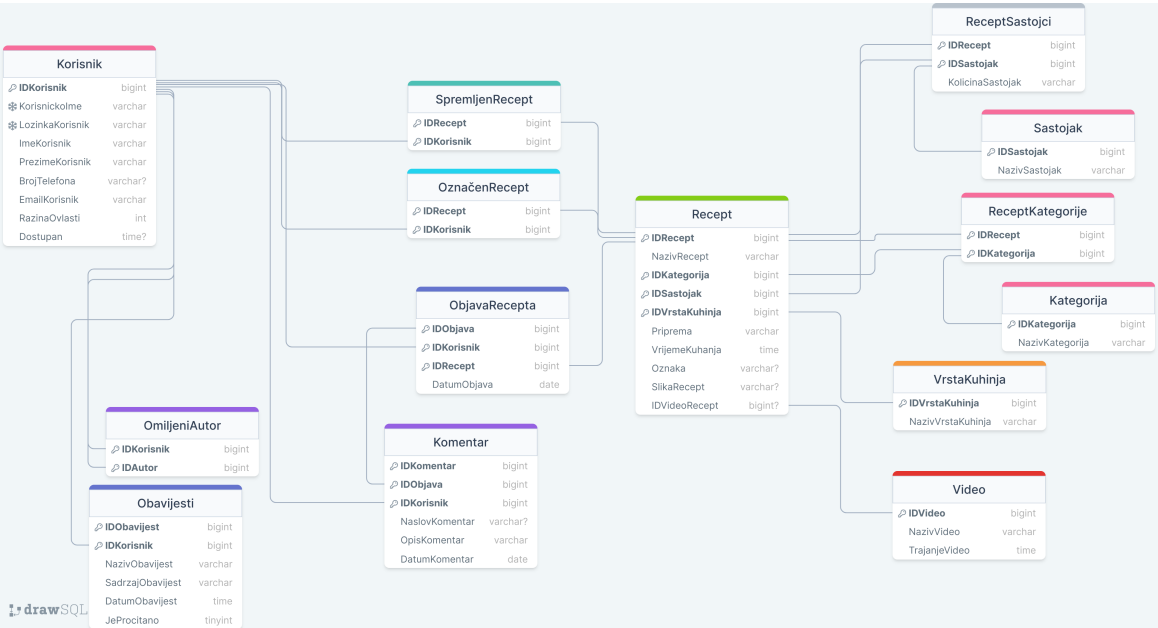 Korisnik
IDKorisnik bigint
KorisnickoIme varchar
LozinkaKorisnik varchar
ImeKorisnik varchar
PrezimeKorisnik varchar
BrojTelefona varchar?
EmailKorisnik varchar
RazinaOvlasti int
Dostupan time?
SpremljenRecept
IDRecept bigint
IDKorisnik bigint
OznačenRecept
IDRecept bigint
IDKorisnik bigint
ObjavaRecepta
IDObjava bigint
IDKorisnik bigint
IDRecept bigint
DatumObjava date
OmiljeniAutor
IDKorisnik bigint
IDAutor bigint
Obavijesti
IDObavijest bigint
IDKorisnik bigint
NazivObavijest varchar
SadrzajObavijest varchar
DatumObavijest time
JeProcitano tinyint
Komentar
IDKomentar bigint
IDObjava bigint
IDKorisnik bigint
NaslovKomentar varchar?
OpisKomentar varchar
DatumKomentar date
Recept
IDRecept bigint
NazivRecept varchar
IDKategorija bigint
IDSastojak bigint
IDVrstaKuhinja bigint
Priprema varchar
VrijemeKuhanja time
Oznaka varchar?
SlikaRecept varchar?
IDVideoRecept bigint?
ReceptSastojci
IDRecept bigint
IDSastojak bigint
KolicinaSastojak varchar
Sastojak
IDSastojak bigint
NazivSastojak varchar
ReceptKategorije
IDRecept bigint
IDKategorija bigint
Kategorija
IDKategorija bigint
NazivKategorija varchar
VrstaKuhinja
IDVrstaKuhinja bigint
NazivVrstaKuhinja varchar
Video
IDVideo bigint
NazivVideo varchar
TrajanjeVideo time
drawSQL